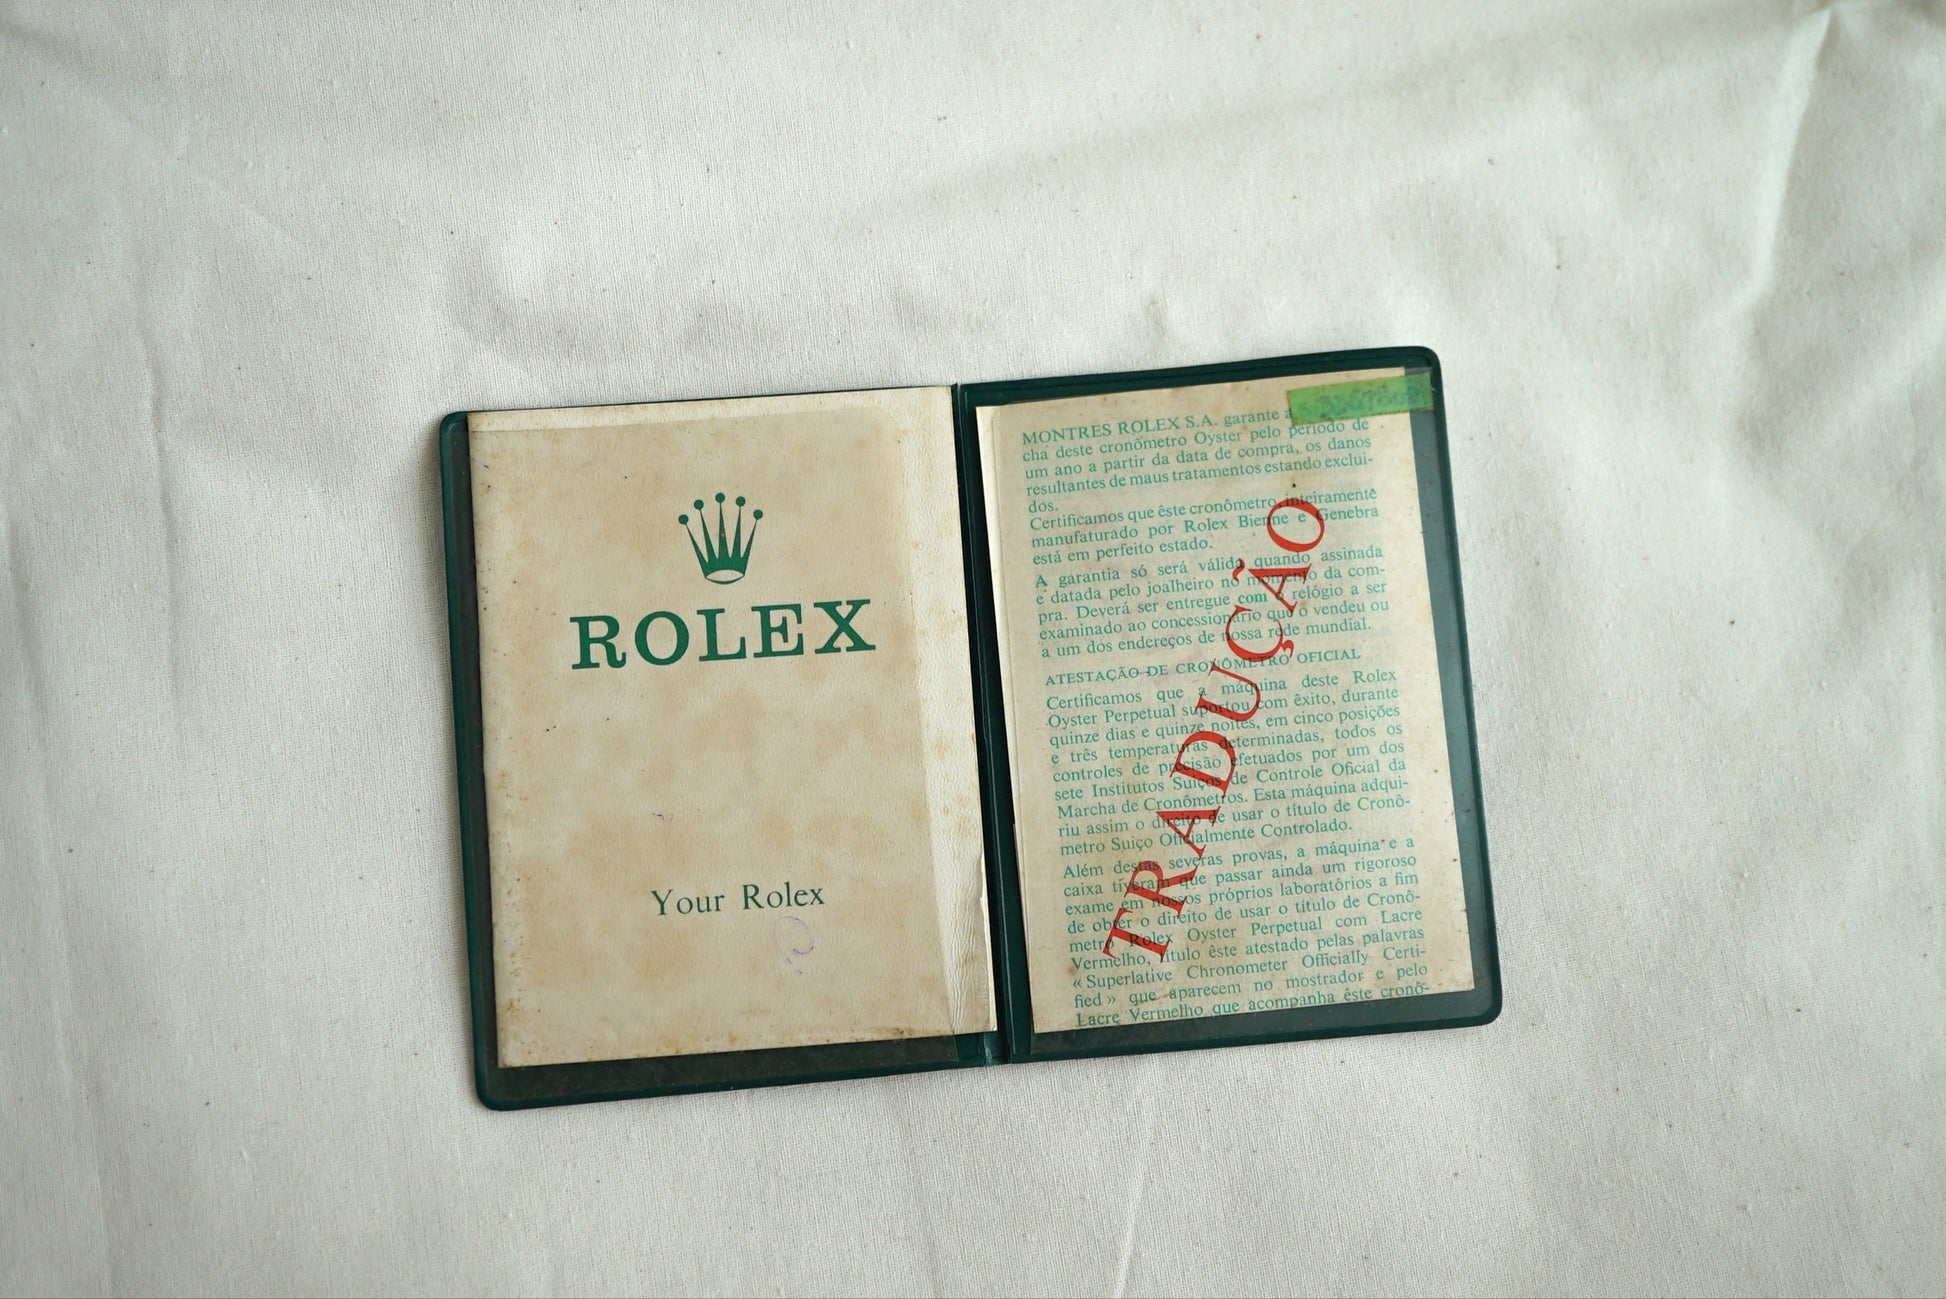 ROLEX
Your Rolex
MONTRES ROLEX S.A. garante a
cha deste cronômetro Oyster pelo período de
um ano a partir da data de compra, os danos
resultantes de maus tratamentos estando exclui-
dos.
Certificamos que êste cronômetro inteiramente
manufaturado por Rolex Bienne e Genebra
está em perfeito estado.
A garantia só será válida quando assinada
e datada pelo joalheiro no momento da com-
pra. Deverá ser entregue com o relógio a ser
examinado ao concessionário que o vendeu ou
a um dos endereços de nossa rede mundial.
ATESTAÇÃO DE CRONÔMETRO OFICIAL
Certificamos que a máquina deste Rolex
Oyster Perpetual suportou com êxito, durante
quinze dias e quinze noites, em cinco posições
e três temperaturas determinadas, todos os
controles de precisão efetuados por um dos
sete Institutos Suiços de Controle Oficial da
Marcha de Cronômetros. Esta máquina adqui-
riu assim o direito de usar o título de Cronô-
metro Suiço Oficialmente Controlado.
Além destas severas provas, a máquina e a
caixa tiveram que passar ainda um rigoroso
exame em nossos próprios laboratórios a fim
de obter o direito de usar o título de Cronô-
metro Rolex Oyster Perpetual com Lacre
Vermelho, título êste atestado pelas palavras
« Superlative Chronometer Officially Certi-
fied » que aparecem no mostrador e pelo
Lacre Vermelho que acompanha êste cronô-
TRADUÇÃO